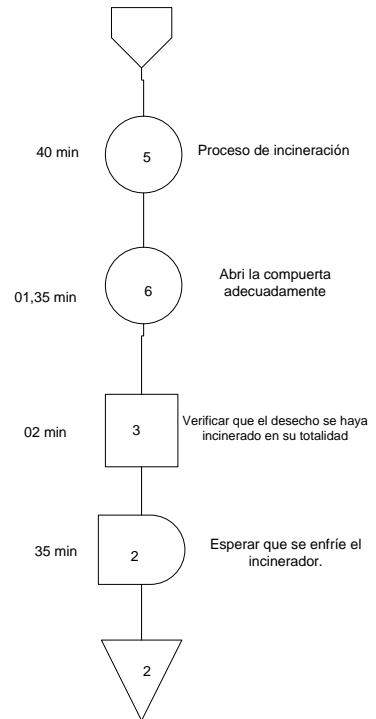 40 min
5
Proceso de incineración
01,35 min
6
Abri la compuerta
adecuadamente
02 min
3
Verificar que el desecho se haya
incinerado en su totalidad
35 min
2
Esperar que se enfríe el
incinerador.
2